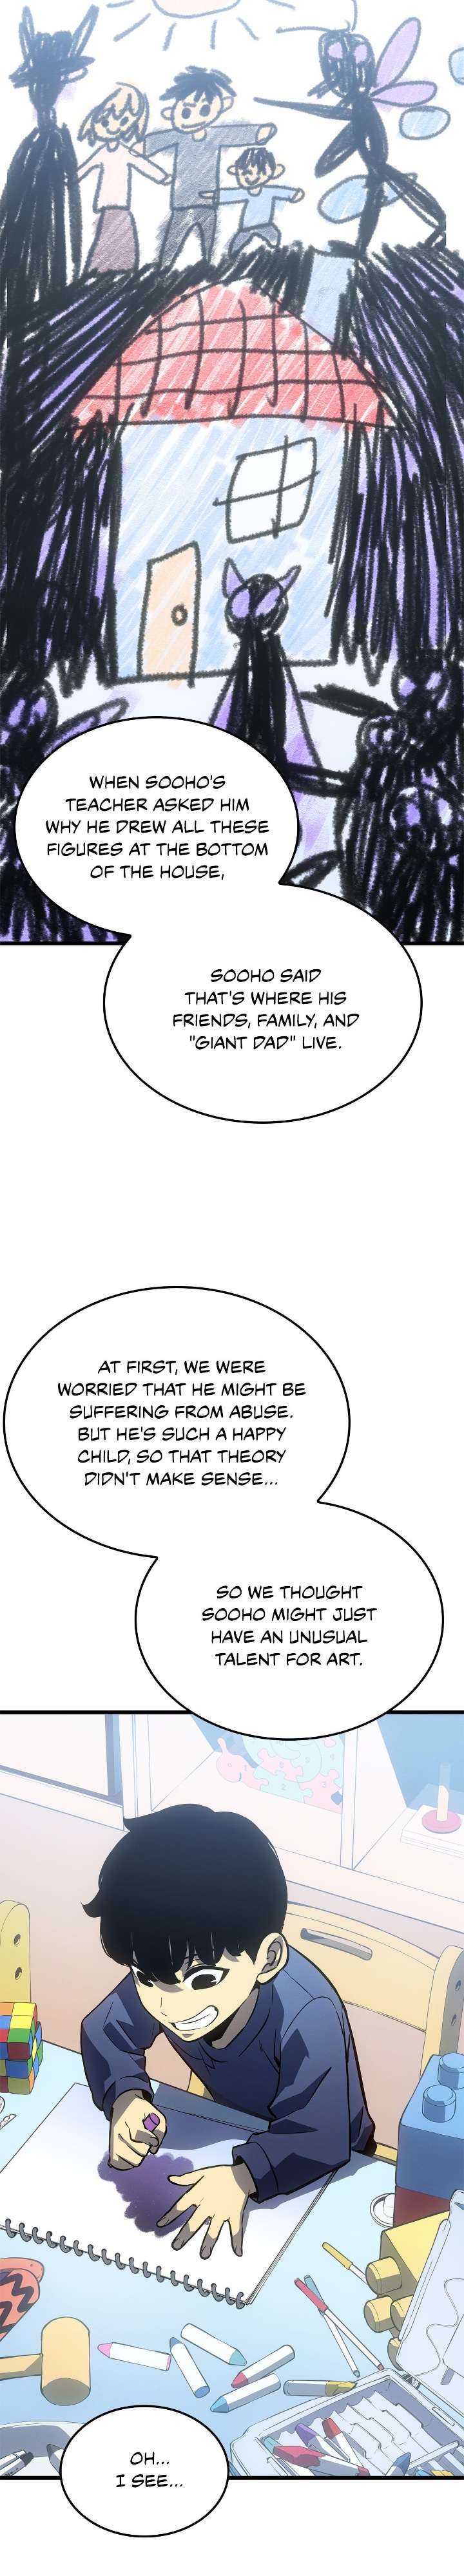 WHEN SOOHO'S
TEACHER ASKED HIM
WHY HE DREW ALL THESE
FIGURES AT THE BOTTOM
OF THE HOUSE,
SOOHO SAID
THAT'S WHERE HIS
FRIENDS, FAMILY, AND
"GIANT DAD" LIVE.
AT FIRST, WE WERE
WORRIED THAT HE MIGHT BE
SUFFERING FROM ABUSE.
BUT HE'S SUCH A HAPPY
CHILD, SO THAT THEORY
DIDN'T MAKE SENSE...
SO WE THOUGHT
SOOHO MIGHT JUST
HAVE AN UNUSUAL
TALENT FOR ART.
OH...
I SEE...